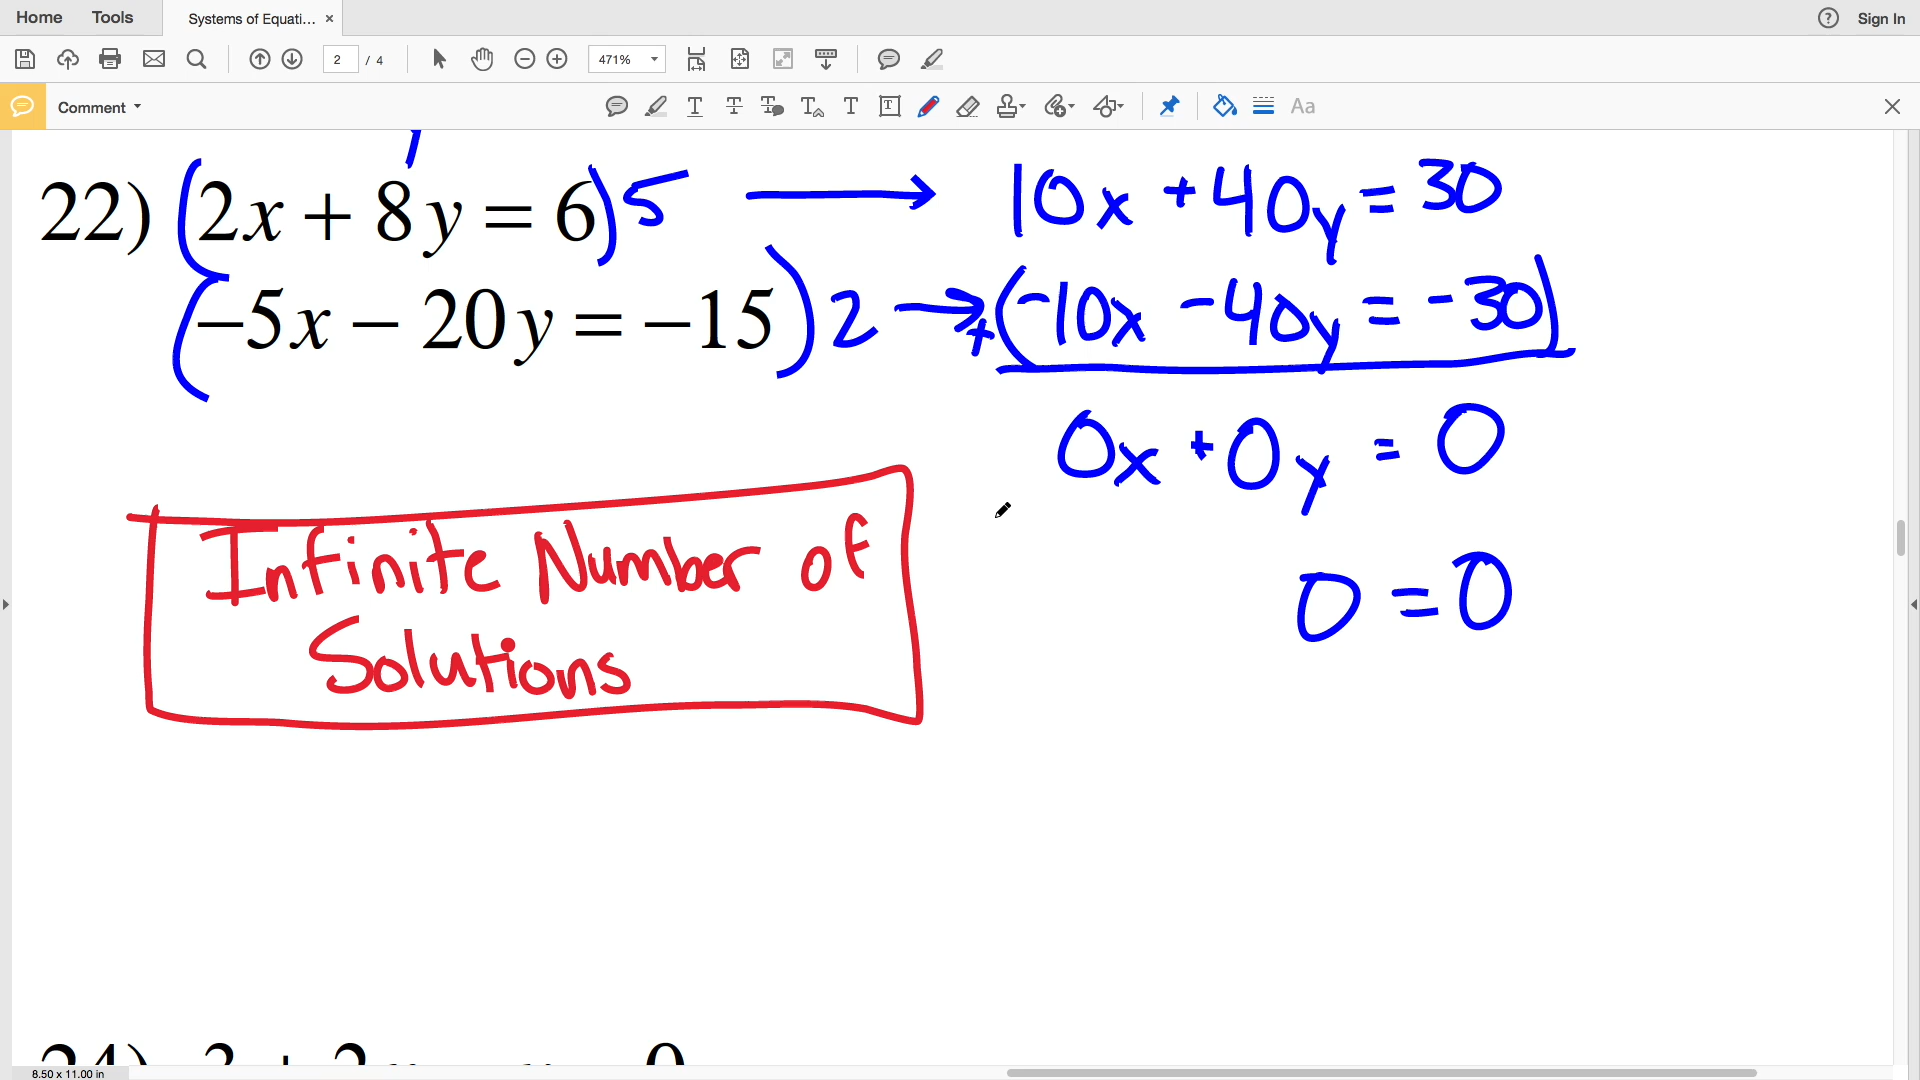 Home Tools Systems of Equati... × ? Sign In
2 / 4 471%
Comment T T T T T T Aa
22) (2x + 8y = 6)5 → 10x + 40y = 30
(−5x − 20y = −15)2 → +(-10x - 40y = -30)
0x + 0y = 0
0 = 0
Infinite Number of
Solutions
8.50 x 11.00 in